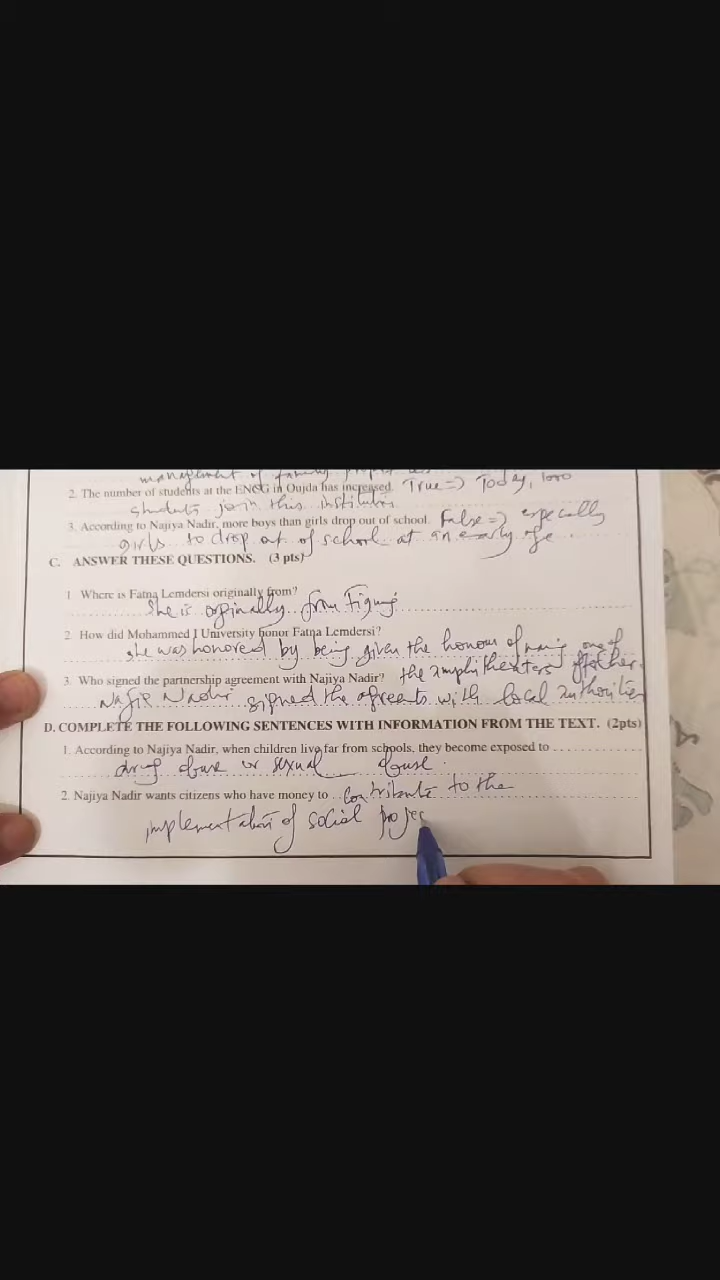 management of family
2. The number of students at the ENCG in Oujda has increased. True => Today, 1000
students join this institution
3. According to Najiya Nadir, more boys than girls drop out of school. False => especially
girls to drop out of school at an early age.
C. ANSWER THESE QUESTIONS. (3 pts)
1 Where is Fatna Lemdersi originally from?
She is originally from Figuig
2 How did Mohammed I University honor Fatna Lemdersi?
she was honored by being given the honour of naming one of
3. Who signed the partnership agreement with Najiya Nadir? the amphitheaters after her.
Nadir signed the agreents with local authorities
D. COMPLETE THE FOLLOWING SENTENCES WITH INFORMATION FROM THE TEXT. (2pts)
1. According to Najiya Nadir, when children live far from schools, they become exposed to
drug abuse or sexual abuse.
2. Najiya Nadir wants citizens who have money to contribute to the
implementation of social projec